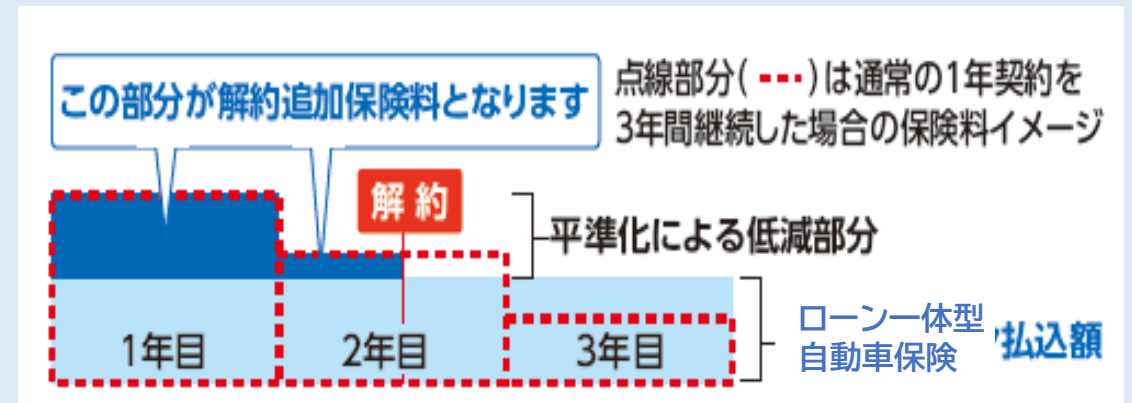 この部分が解約追加保険料となります
点線部分( --- )は通常の1年契約を
3年間継続した場合の保険料イメージ
解約
平準化による低減部分
1年目
2年目
3年目
ローン一体型
自動車保険 払込額